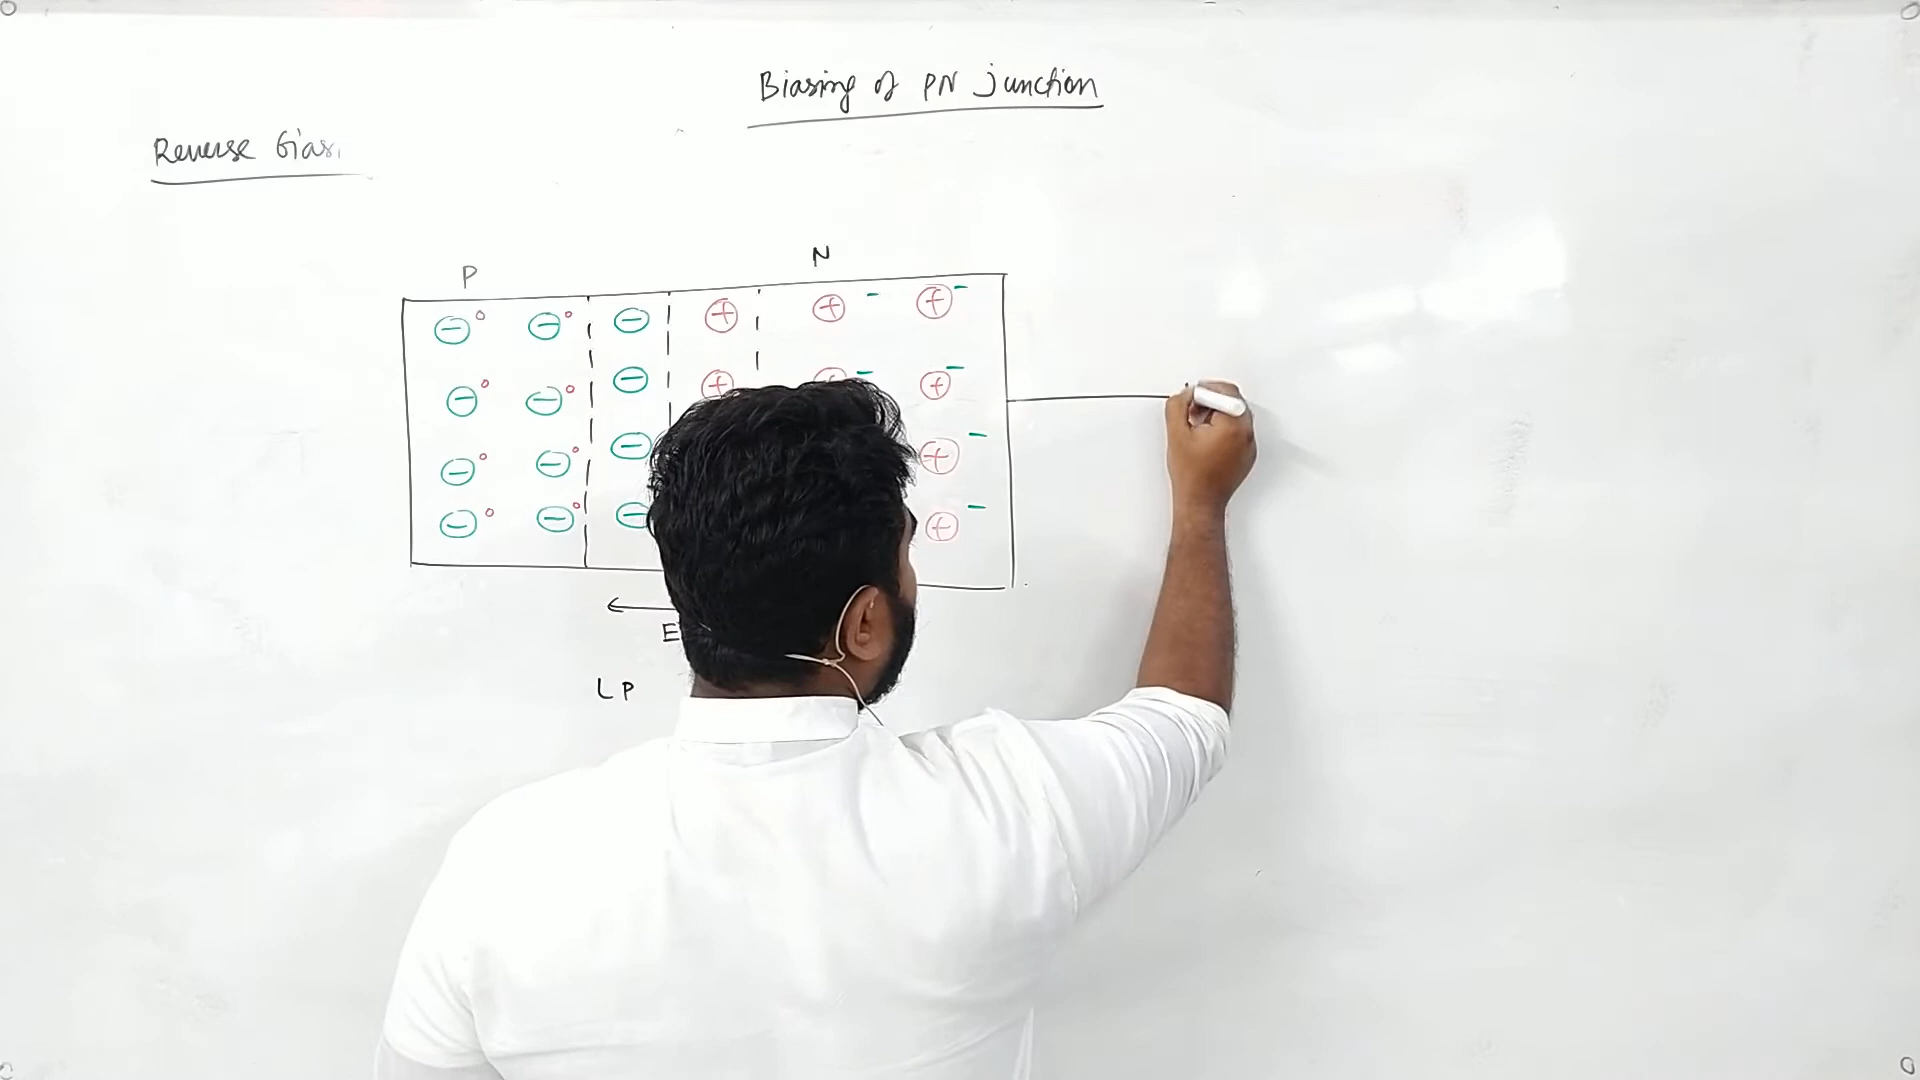 Biasing of PN junction
Reverse bias.
P N
E
LP